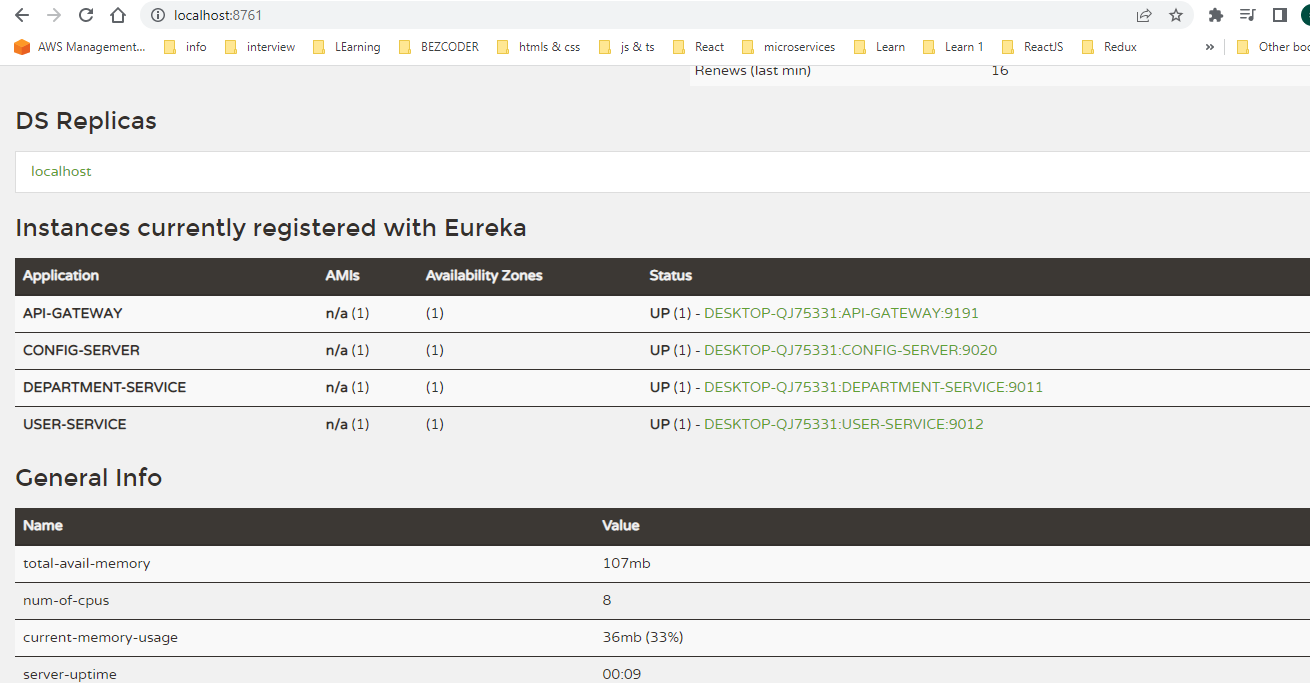 localhost:8761
AWS Management... info interview LEarning BEZCODER htmls & css js & ts React microservices Learn Learn 1 ReactJS Redux » Other boo
Renews (last min) 16
DS Replicas
localhost
Instances currently registered with Eureka
Application AMIs Availability Zones Status
API-GATEWAY n/a (1) (1) UP (1) - DESKTOP-QJ75331:API-GATEWAY:9191
CONFIG-SERVER n/a (1) (1) UP (1) - DESKTOP-QJ75331:CONFIG-SERVER:9020
DEPARTMENT-SERVICE n/a (1) (1) UP (1) - DESKTOP-QJ75331:DEPARTMENT-SERVICE:9011
USER-SERVICE n/a (1) (1) UP (1) - DESKTOP-QJ75331:USER-SERVICE:9012
General Info
Name Value
total-avail-memory 107mb
num-of-cpus 8
current-memory-usage 36mb (33%)
server-uptime 00:09